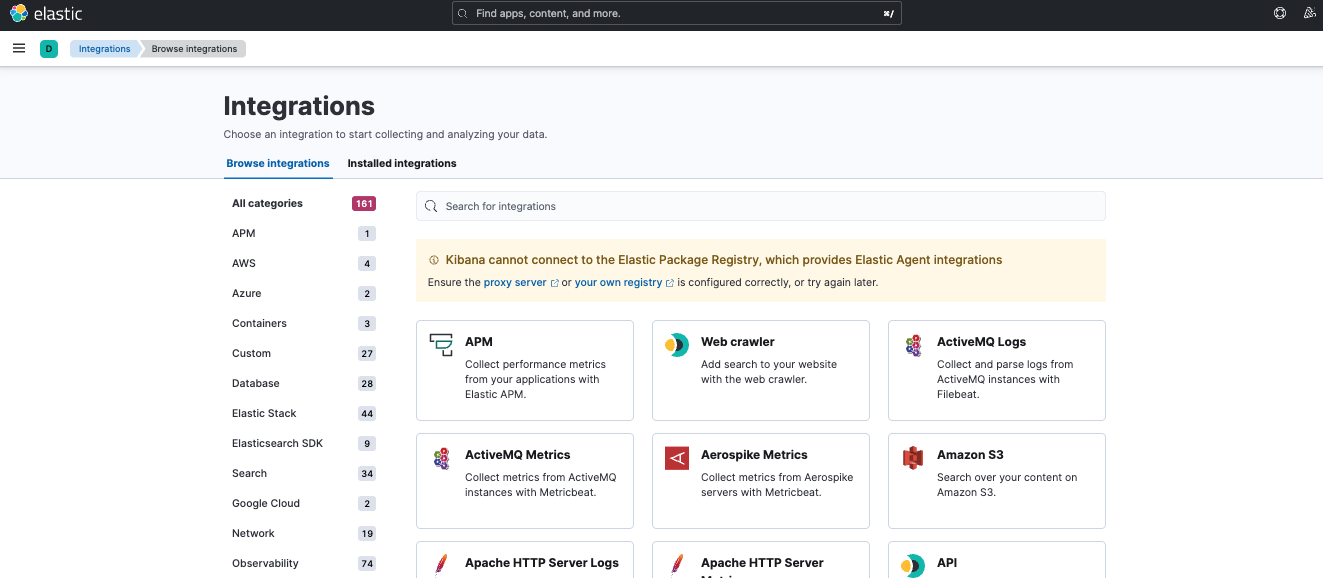 elastic
Find apps, content, and more.
⌘/
D
Integrations
Browse integrations
Integrations
Choose an integration to start collecting and analyzing your data.
Browse integrations
Installed integrations
All categories 161
APM 1
AWS 4
Azure 2
Containers 3
Custom 27
Database 28
Elastic Stack 44
Elasticsearch SDK 9
Search 34
Google Cloud 2
Network 19
Observability 74
Search for integrations
Kibana cannot connect to the Elastic Package Registry, which provides Elastic Agent integrations
Ensure the proxy server or your own registry is configured correctly, or try again later.
APM
Collect performance metrics
from your applications with
Elastic APM.
Web crawler
Add search to your website
with the web crawler.
ActiveMQ Logs
Collect and parse logs from
ActiveMQ instances with
Filebeat.
ActiveMQ Metrics
Collect metrics from ActiveMQ
instances with Metricbeat.
Aerospike Metrics
Collect metrics from Aerospike
servers with Metricbeat.
Amazon S3
Search over your content on
Amazon S3.
Apache HTTP Server Logs
Apache HTTP Server
API